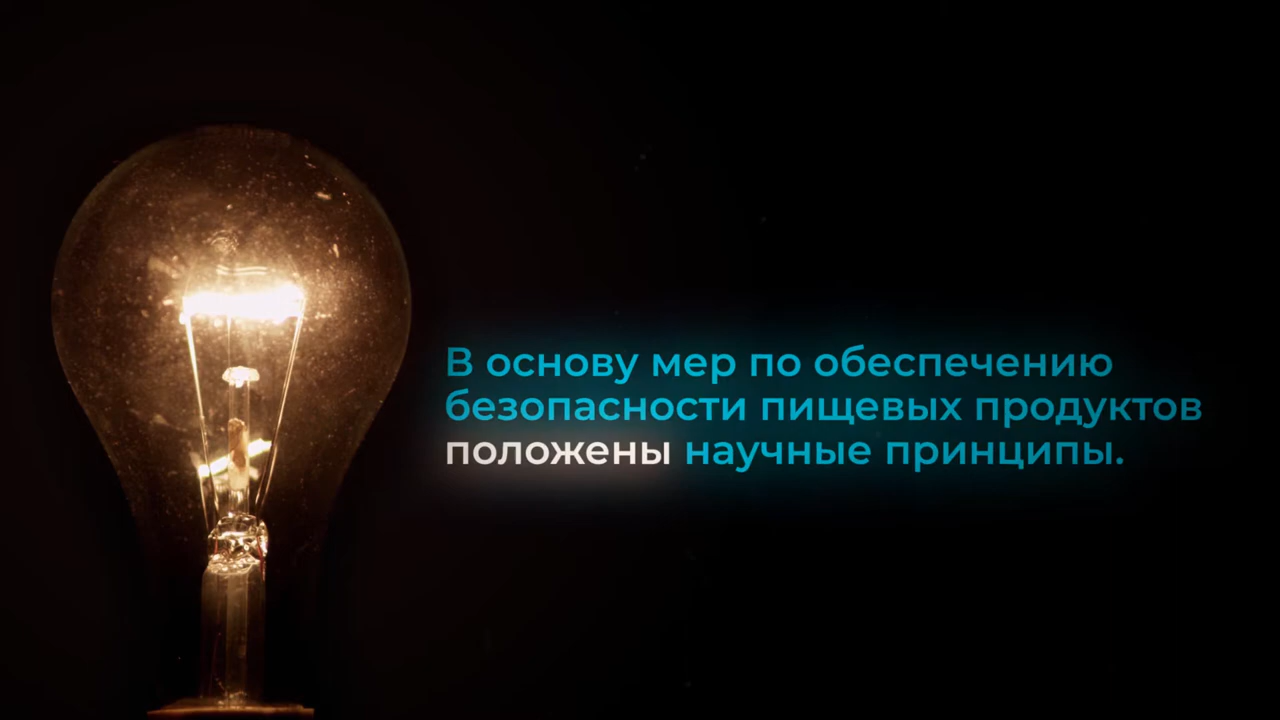 В основу мер по обеспечению
безопасности пищевых продуктов
положены научные принципы.